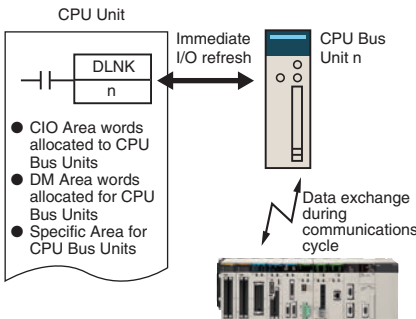 CPU Unit
DLNK
n
● CIO Area words
allocated to CPU
Bus Units
● DM Area words
allocated for CPU
Bus Units
● Specific Area for
CPU Bus Units
Immediate
I/O refresh
CPU Bus
Unit n
Data exchange
during
communications
cycle